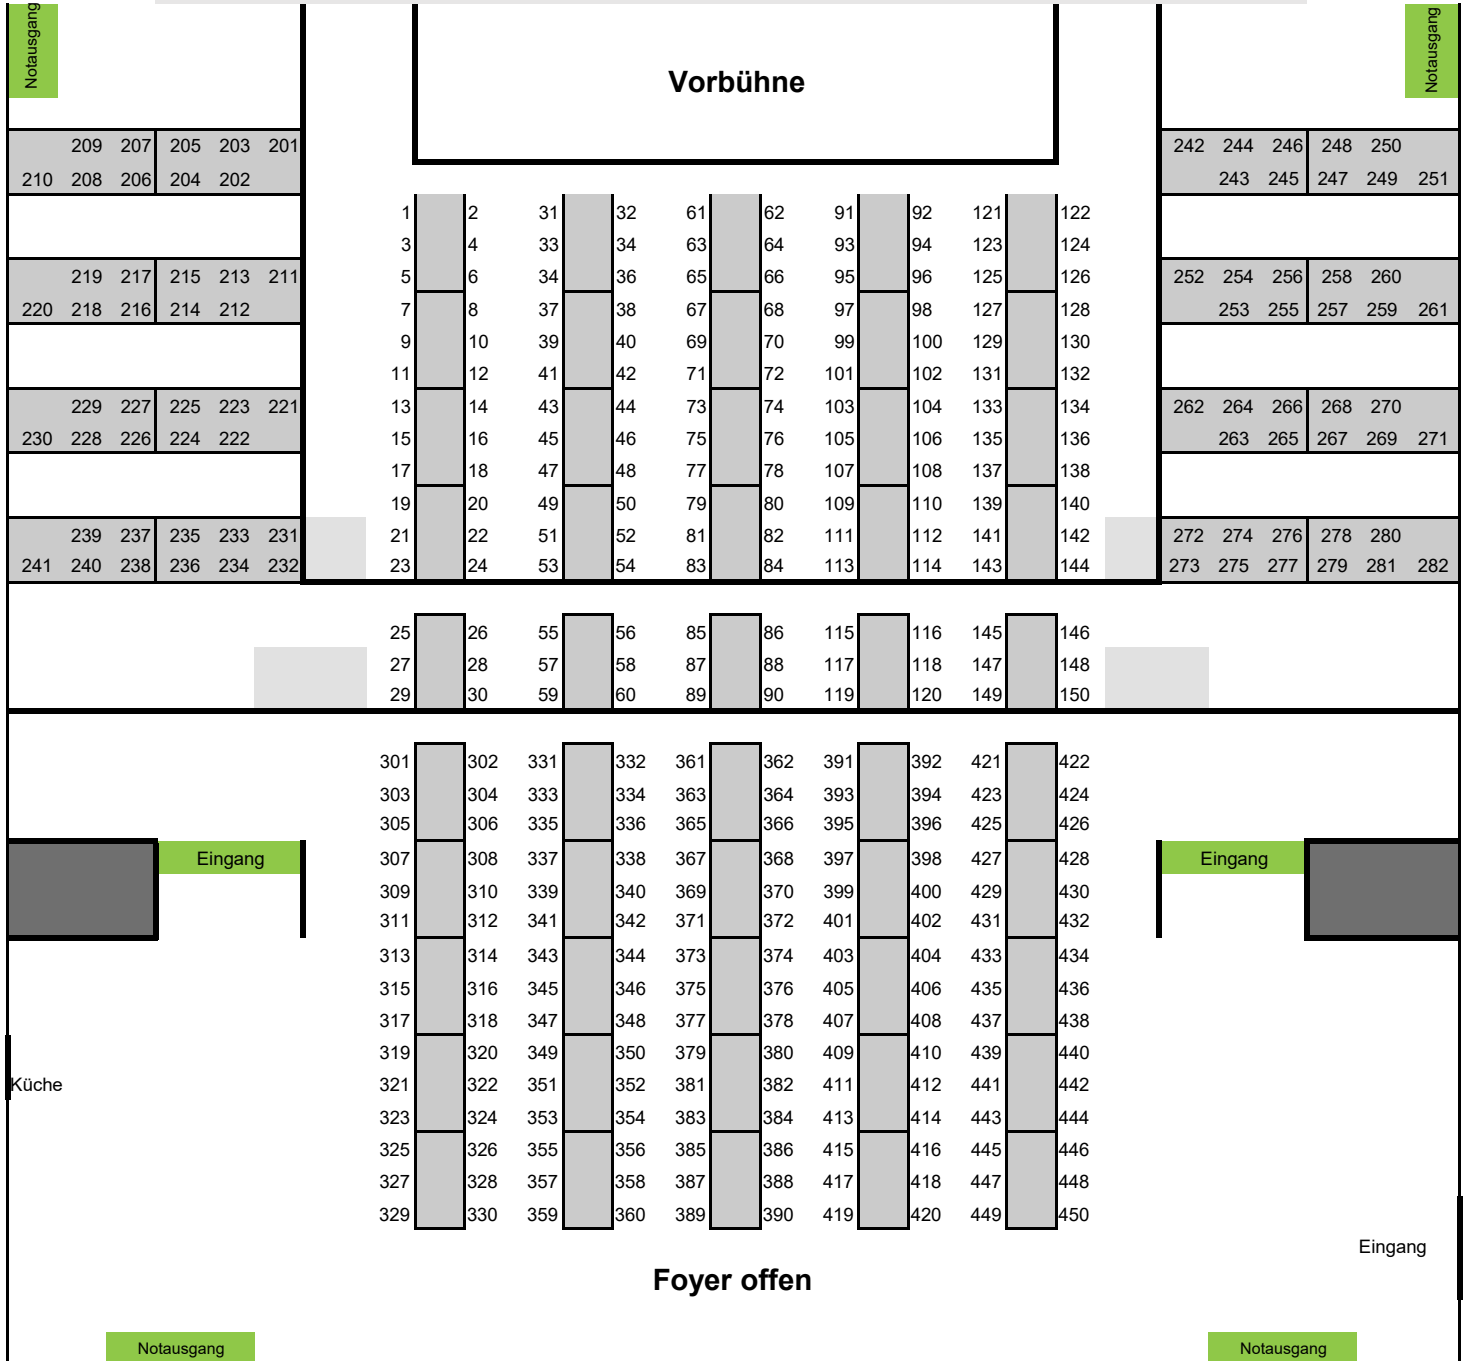 Notausgang
Notausgang
Vorbühne
209 207 205 203 201 242 244 246 248 250
210 208 206 204 202 243 245 247 249 251
1 2 31 32 61 62 91 92 121 122
3 4 33 34 63 64 93 94 123 124
219 217 215 213 211 5 6 34 36 65 66 95 96 125 126 252 254 256 258 260
220 218 216 214 212 7 8 37 38 67 68 97 98 127 128 253 255 257 259 261
9 10 39 40 69 70 99 100 129 130
11 12 41 42 71 72 101 102 131 132
229 227 225 223 221 13 14 43 44 73 74 103 104 133 134 262 264 266 268 270
230 228 226 224 222 15 16 45 46 75 76 105 106 135 136 263 265 267 269 271
17 18 47 48 77 78 107 108 137 138
19 20 49 50 79 80 109 110 139 140
239 237 235 233 231 21 22 51 52 81 82 111 112 141 142 272 274 276 278 280
241 240 238 236 234 232 23 24 53 54 83 84 113 114 143 144 273 275 277 279 281 282
25 26 55 56 85 86 115 116 145 146
27 28 57 58 87 88 117 118 147 148
29 30 59 60 89 90 119 120 149 150
301 302 331 332 361 362 391 392 421 422
303 304 333 334 363 364 393 394 423 424
305 306 335 336 365 366 395 396 425 426
Eingang 307 308 337 338 367 368 397 398 427 428 Eingang
309 310 339 340 369 370 399 400 429 430
311 312 341 342 371 372 401 402 431 432
313 314 343 344 373 374 403 404 433 434
315 316 345 346 375 376 405 406 435 436
317 318 347 348 377 378 407 408 437 438
319 320 349 350 379 380 409 410 439 440
Küche 321 322 351 352 381 382 411 412 441 442
323 324 353 354 383 384 413 414 443 444
325 326 355 356 385 386 415 416 445 446
327 328 357 358 387 388 417 418 447 448
329 330 359 360 389 390 419 420 449 450
Eingang
Foyer offen
Notausgang Notausgang